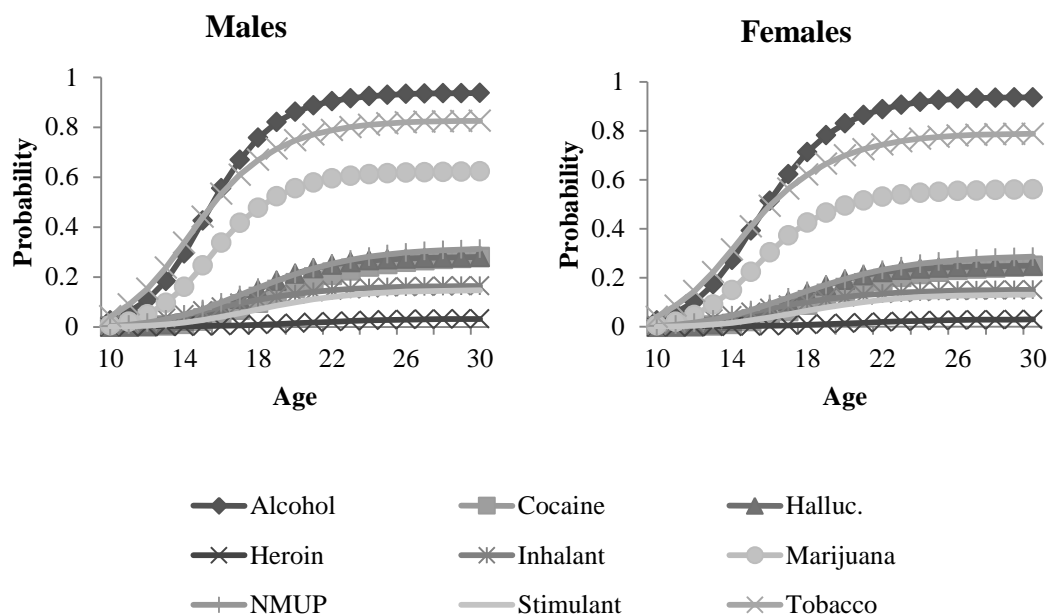 Males
Females
Probability
1
0.8
0.6
0.4
0.2
0
10 14 18 22 26 30
Age
Probability
1
0.8
0.6
0.4
0.2
0
10 14 18 22 26 30
Age
Alcohol Cocaine Halluc.
Heroin Inhalant Marijuana
NMUP Stimulant Tobacco